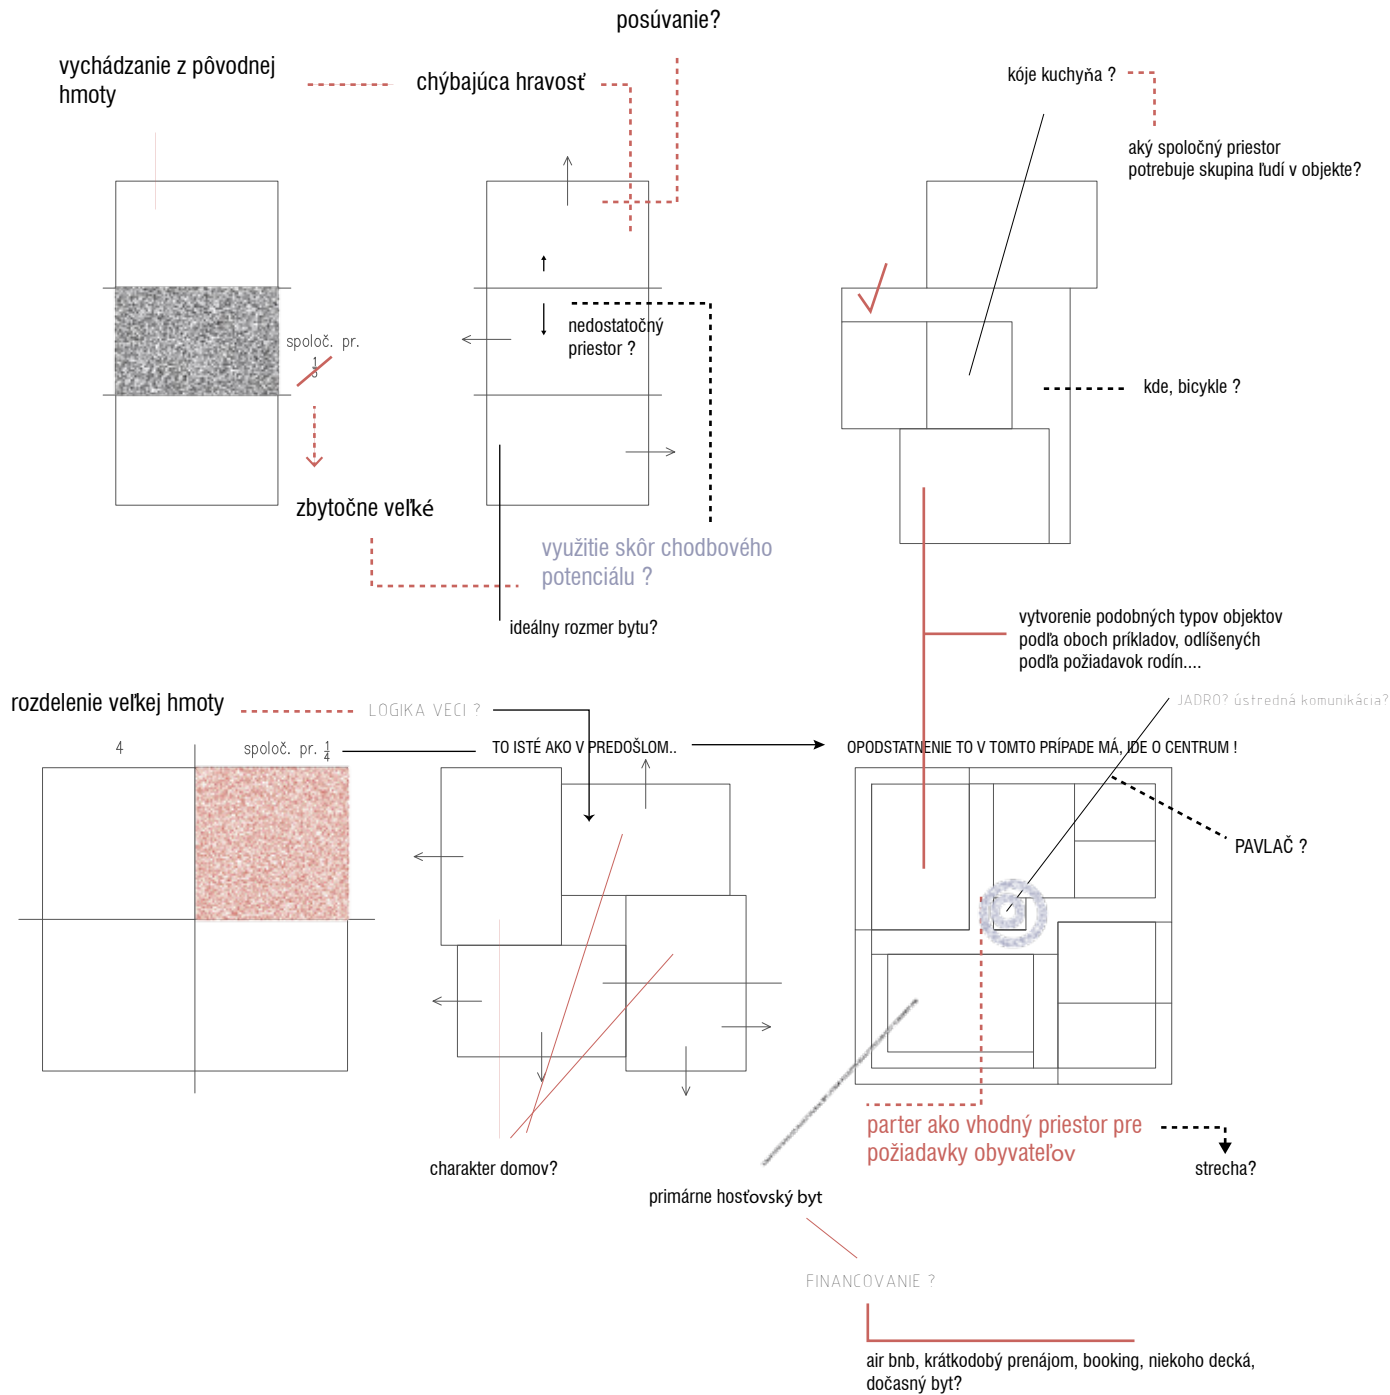 posúvanie?
vychádzanie z pôvodnej
hmoty
chýbajúca hravosť
kóje kuchyňa ?
aký spoločný priestor
potrebuje skupina ľudí v objekte?
spoloč. pr.
1
3
nedostatočný
priestor ?
kde, bicykle ?
zbytočne veľké
využitie skôr chodbového
potenciálu ?
ideálny rozmer bytu?
vytvorenie podobných typov objektov
podľa oboch príkladov, odlíšenyćh
podľa požiadavok rodín....
rozdelenie veľkej hmoty
LOGIKA VECI ?
JADRO? ústredná komunikácia?
4
spoloč. pr. 1/4
TO ISTÉ AKO V PREDOŠLOM..
OPODSTATNENIE TO V TOMTO PRÍPADE MÁ, IDE O CENTRUM !
PAVLAČ ?
parter ako vhodný priestor pre
požiadavky obyvateľov
strecha?
charakter domov?
primárne hosťovský byt
FINANCOVANIE ?
air bnb, krátkodobý prenájom, booking, niekoho decká,
dočasný byt?